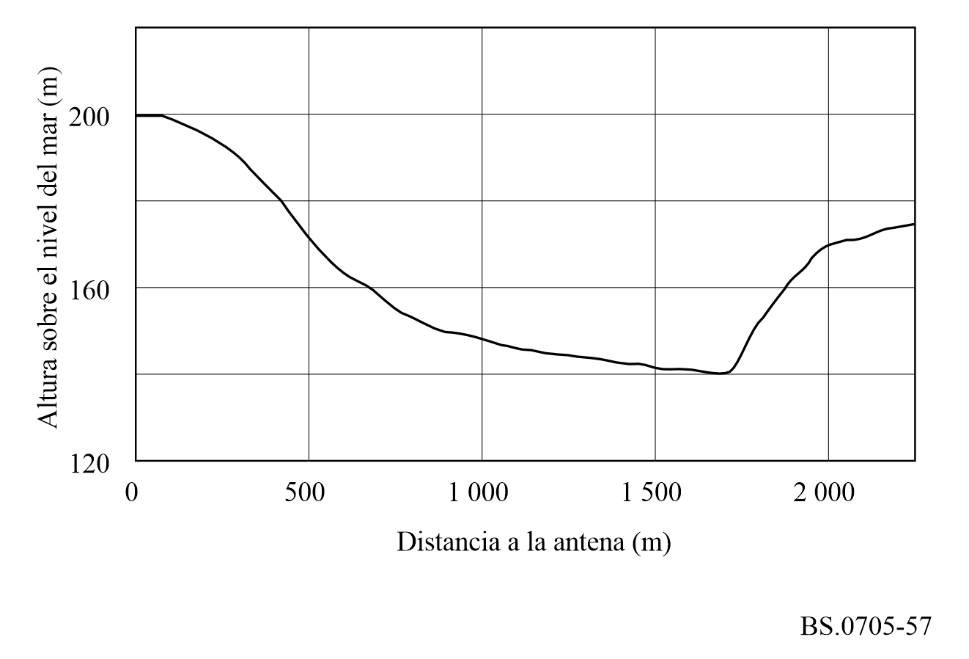 Altura sobre el nivel del mar (m)
200
160
120
0 500 1 000 1 500 2 000
Distancia a la antena (m)
BS.0705-57